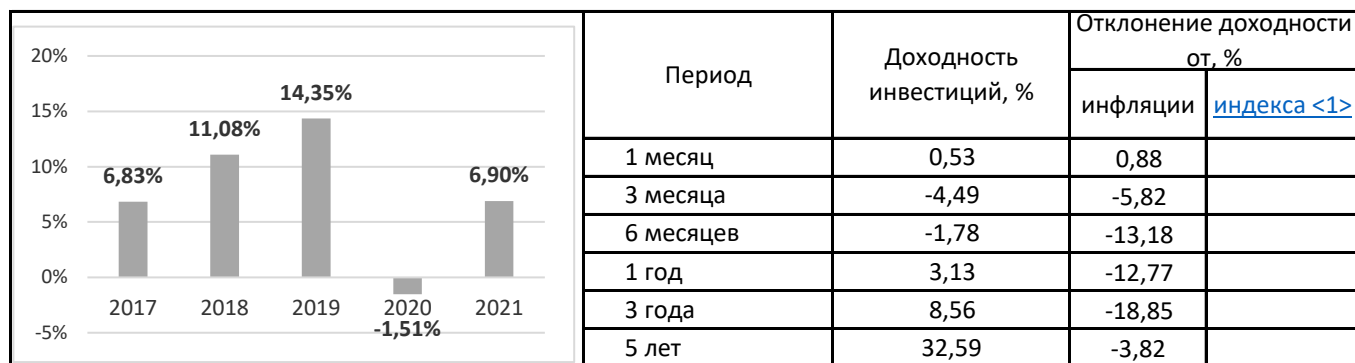 20%
15%
10%
5%
0%
-5%
6,83%
11,08%
14,35%
-1,51%
6,90%
2017 2018 2019 2020 2021
Период
Доходность
инвестиций, %
Отклонение доходности
от, %
инфляции индекса <1>
1 месяц 0,53 0,88
3 месяца -4,49 -5,82
6 месяцев -1,78 -13,18
1 год 3,13 -12,77
3 года 8,56 -18,85
5 лет 32,59 -3,82